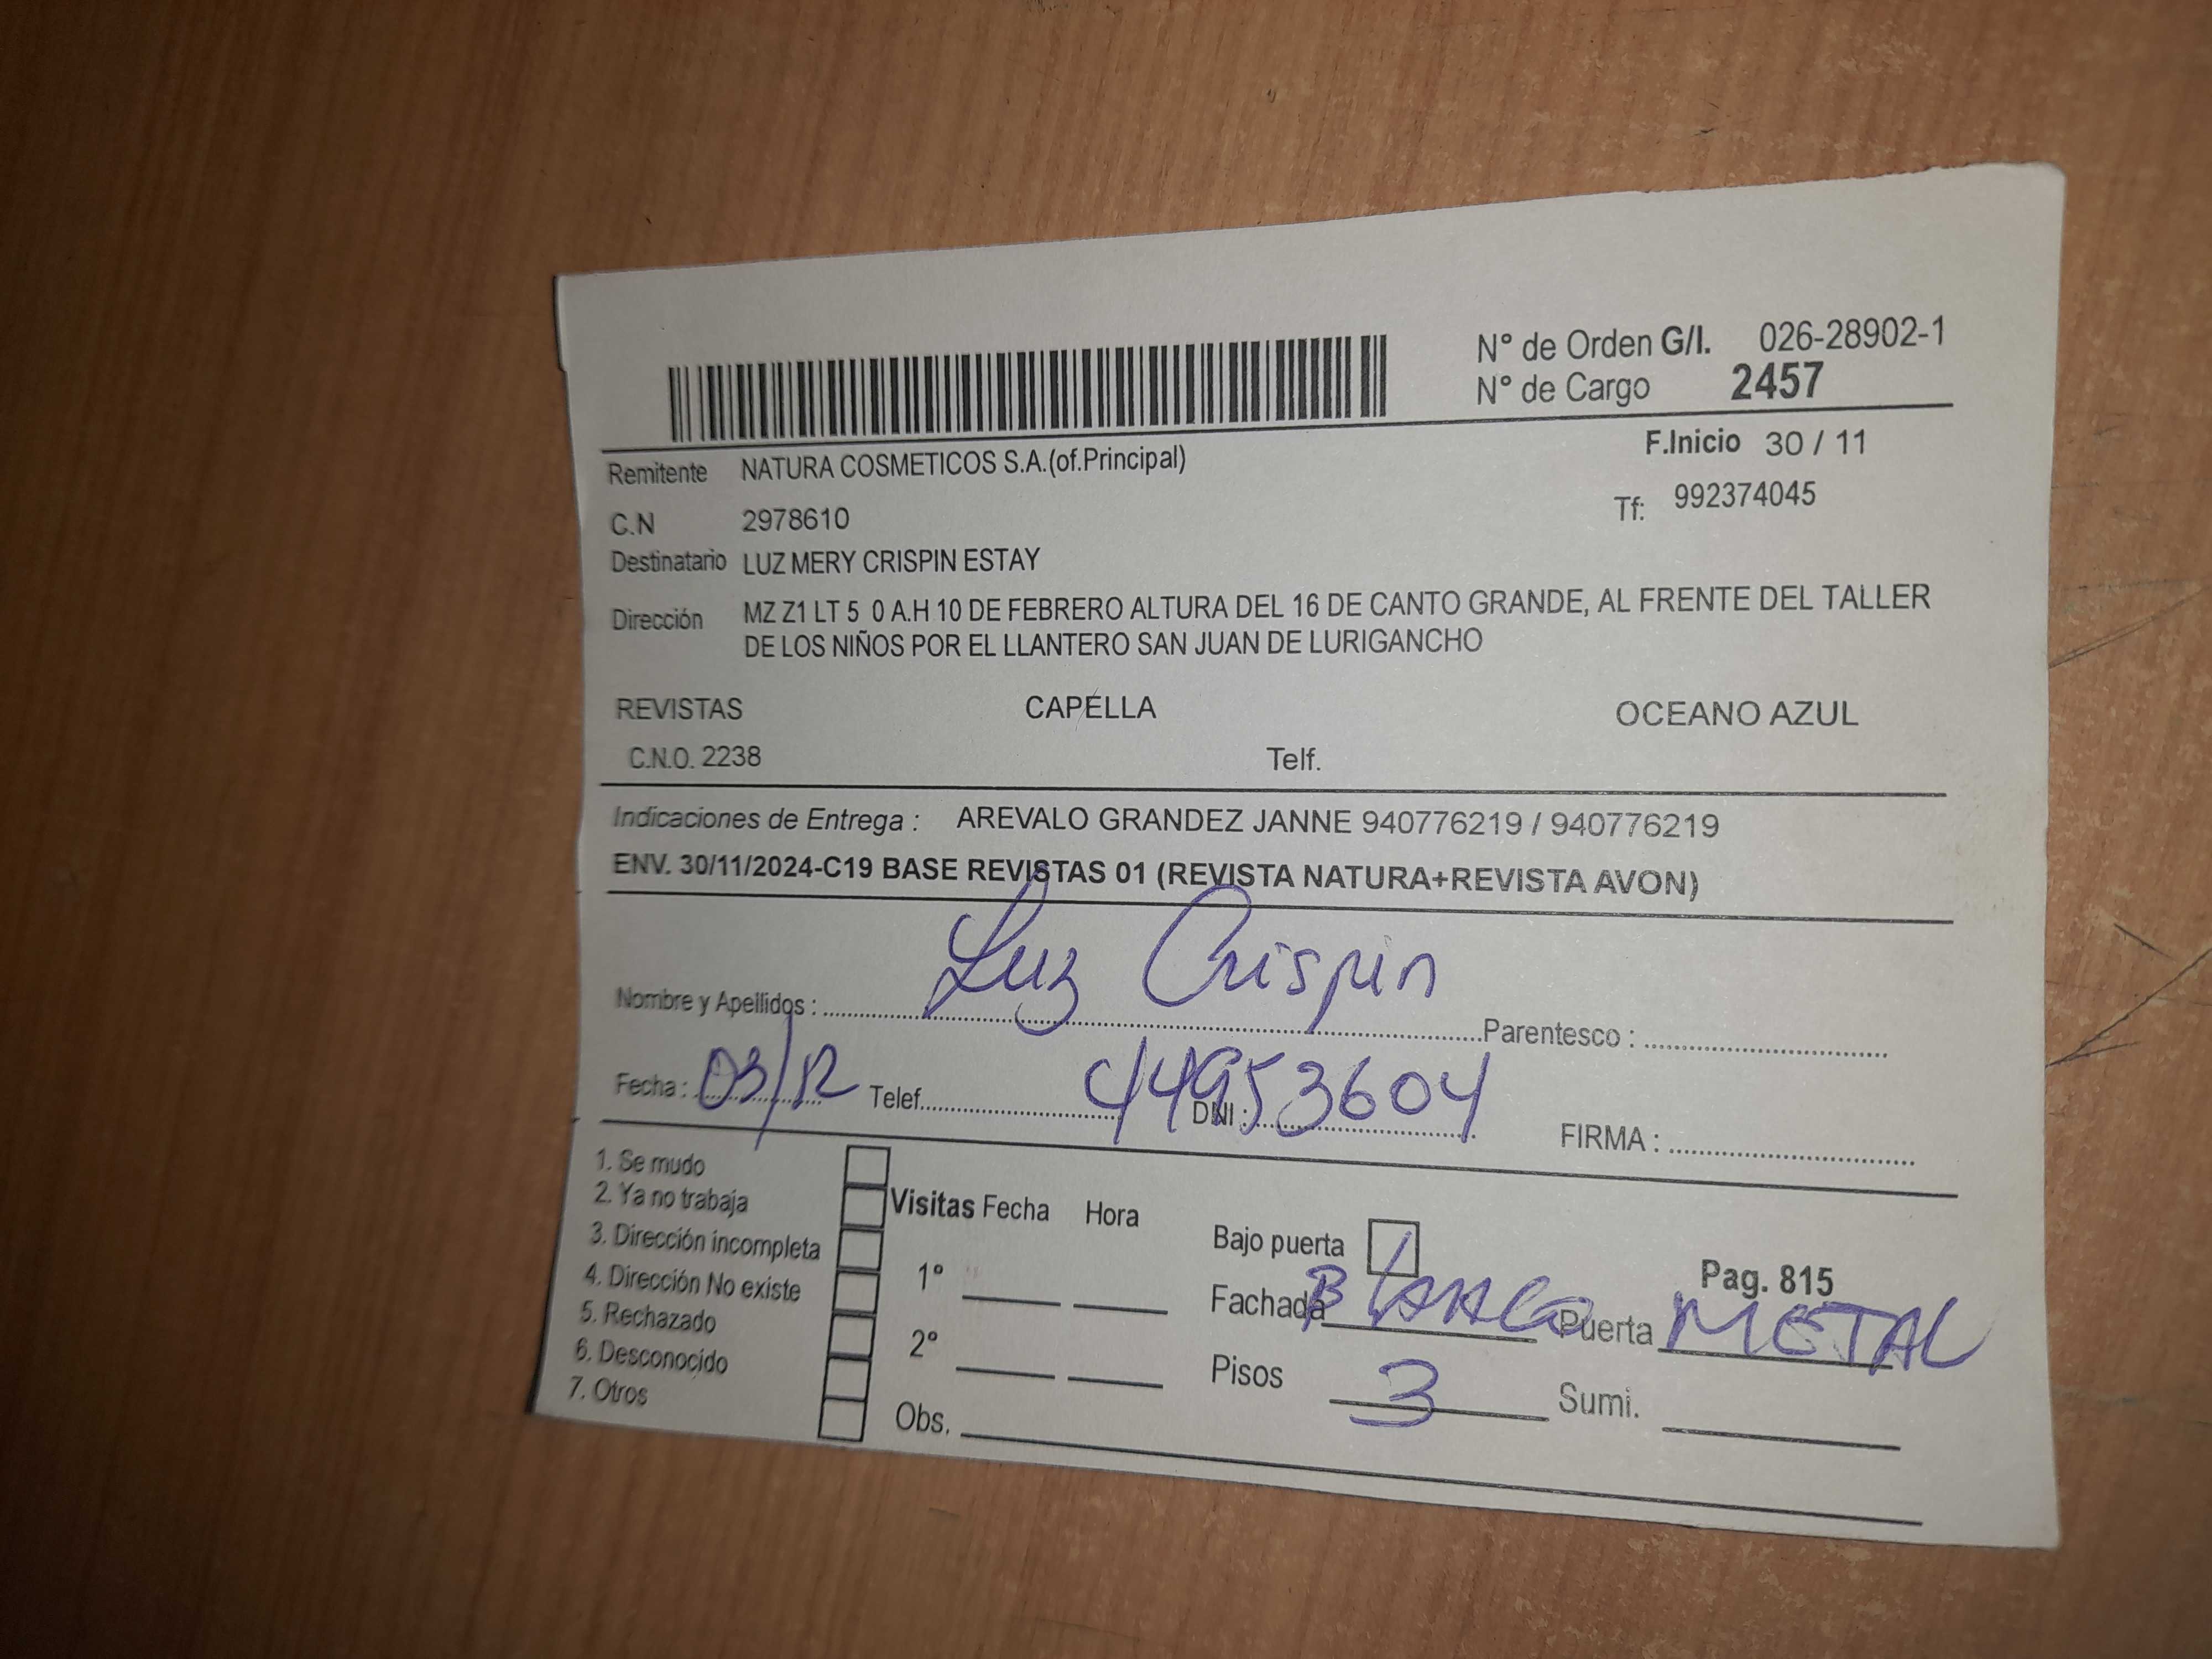 N° de Orden G/I. 026-28902-1
N° de Cargo 2457
F.Inicio 30 / 11
Remitente NATURA COSMETICOS S.A.(of.Principal)
Tf: 992374045
C.N 2978610
Destinatario LUZ MERY CRISPIN ESTAY
Dirección MZ Z1 LT 5 0 A.H 10 DE FEBRERO ALTURA DEL 16 DE CANTO GRANDE, AL FRENTE DEL TALLER
DE LOS NIÑOS POR EL LLANTERO SAN JUAN DE LURIGANCHO
REVISTAS CAPELLA OCEANO AZUL
C.N.O. 2238 Telf.
Indicaciones de Entrega : AREVALO GRANDEZ JANNE 940776219 / 940776219
ENV. 30/11/2024-C19 BASE REVISTAS 01 (REVISTA NATURA+REVISTA AVON)
Nombre y Apellidos : Luz Crispin Parentesco :
Fecha : 03/12 Telef. DNI : 44953604 FIRMA :
1. Se mudo
2. Ya no trabaja
3. Dirección incompleta
4. Dirección No existe
5. Rechazado
6. Desconocido
7. Otros
Visitas Fecha Hora
1°
2°
Obs.
Bajo puerta
Pag. 815
Fachada BLANCO Puerta METAL
Pisos 3 Sumi.